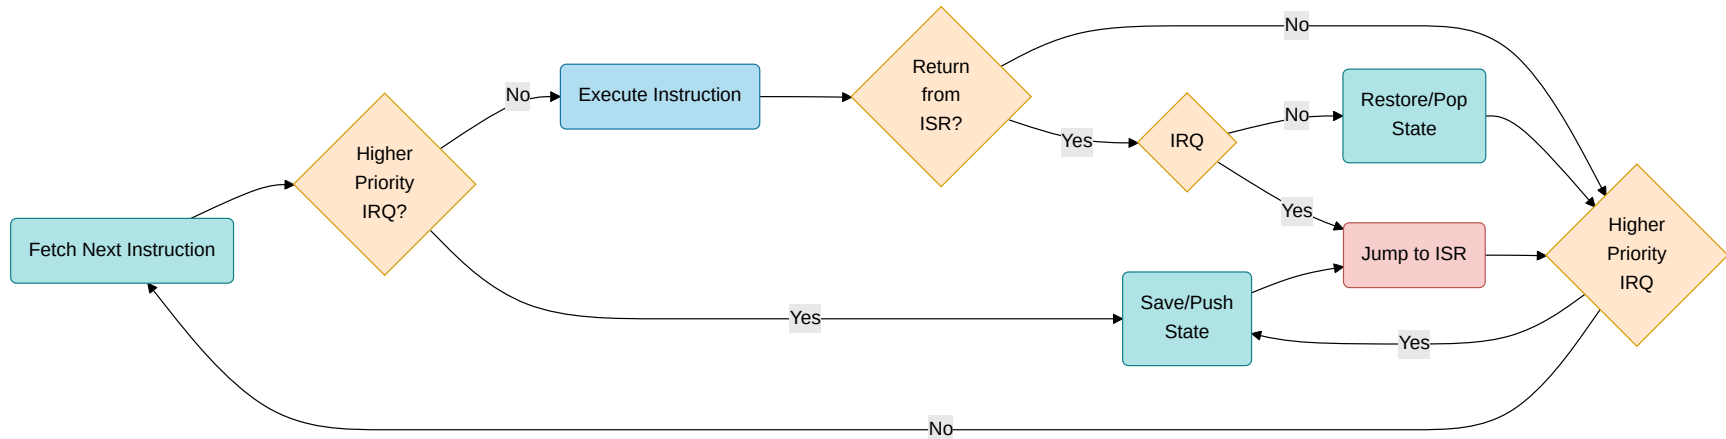 Fetch Next Instruction
Higher
Priority
IRQ?
No
Yes
Execute Instruction
Return
from
ISR?
No
Yes
IRQ
No
Yes
Restore/Pop
State
Jump to ISR
Save/Push
State
Higher
Priority
IRQ
Yes
No